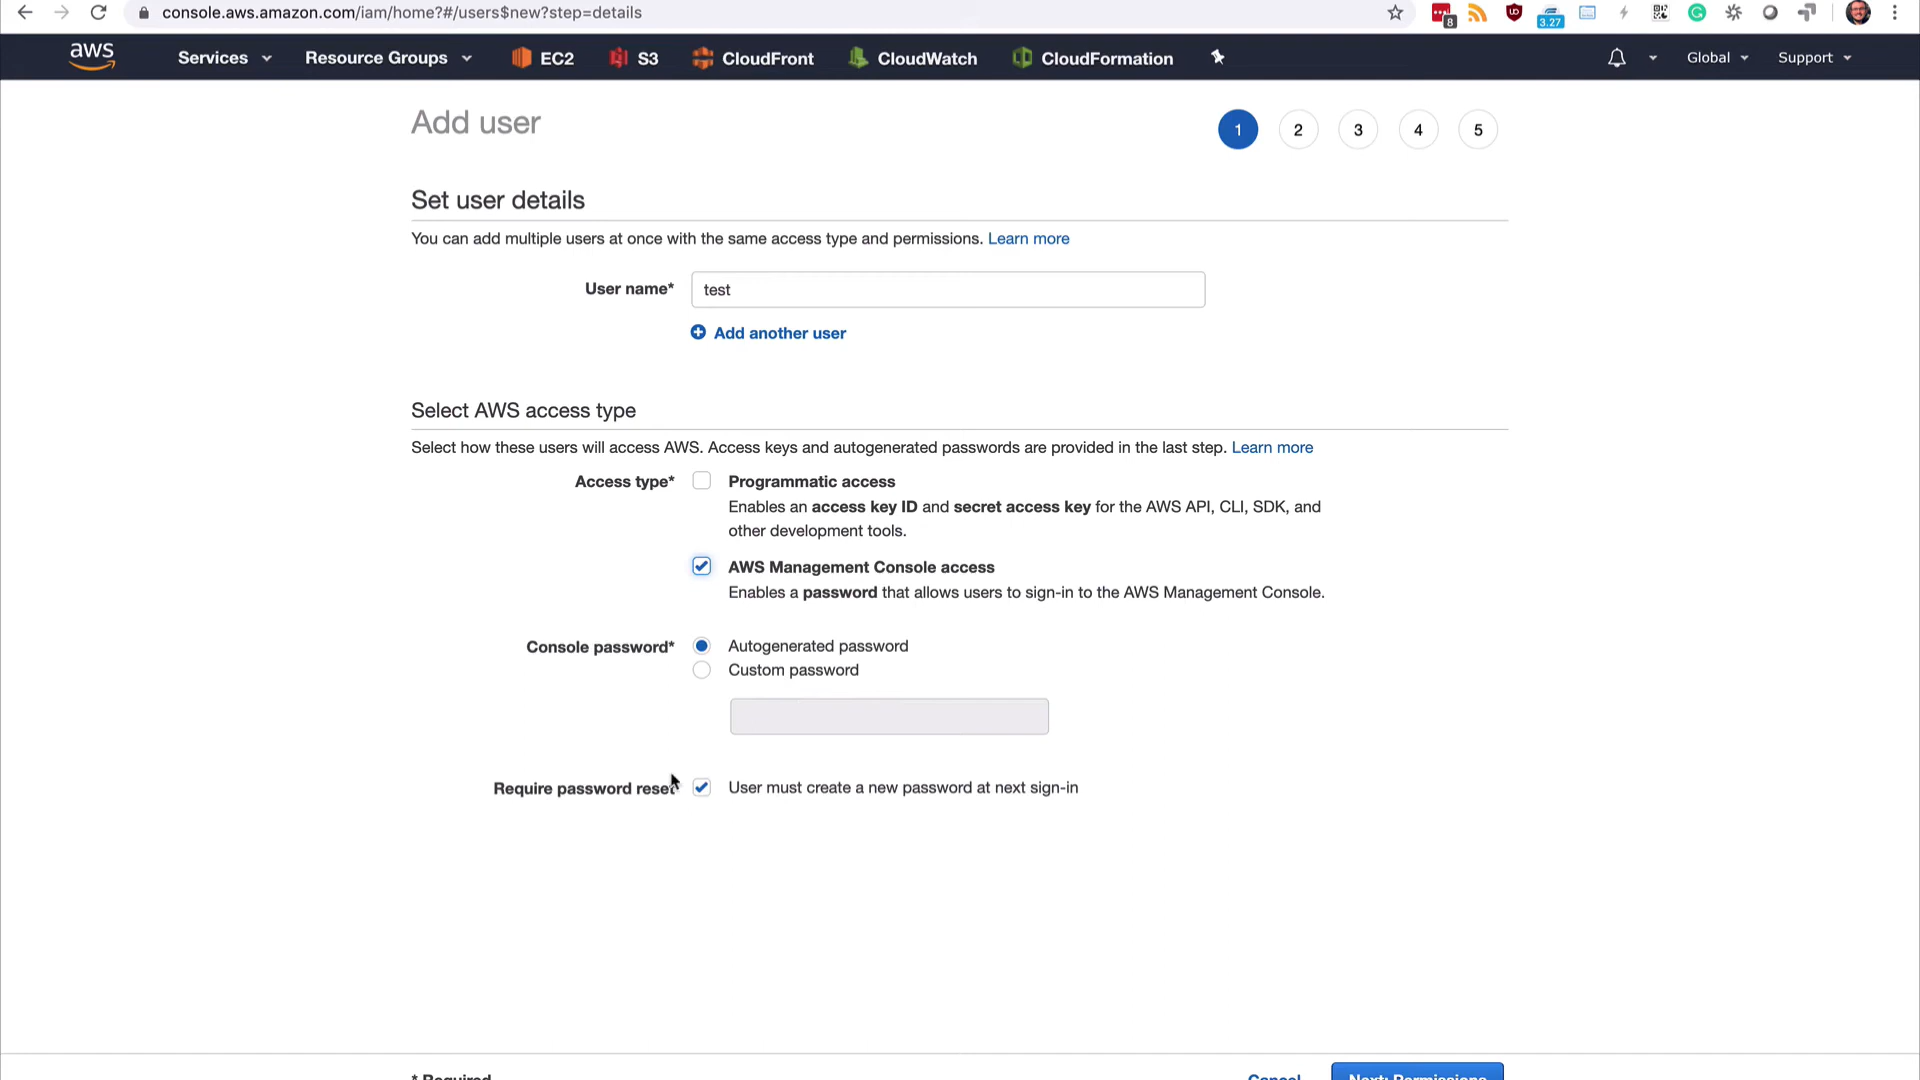 console.aws.amazon.com/iam/home?#/users$new?step=details
8
3.27
aws
Services
Resource Groups
EC2
S3
CloudFront
CloudWatch
CloudFormation
Global
Support
Add user
1
2
3
4
5
Set user details
You can add multiple users at once with the same access type and permissions. Learn more
User name*
test
Add another user
Select AWS access type
Select how these users will access AWS. Access keys and autogenerated passwords are provided in the last step. Learn more
Access type*
Programmatic access
Enables an access key ID and secret access key for the AWS API, CLI, SDK, and
other development tools.
AWS Management Console access
Enables a password that allows users to sign-in to the AWS Management Console.
Console password*
Autogenerated password
Custom password
Require password reset
User must create a new password at next sign-in
* Required
Cancel
Next: Permissions